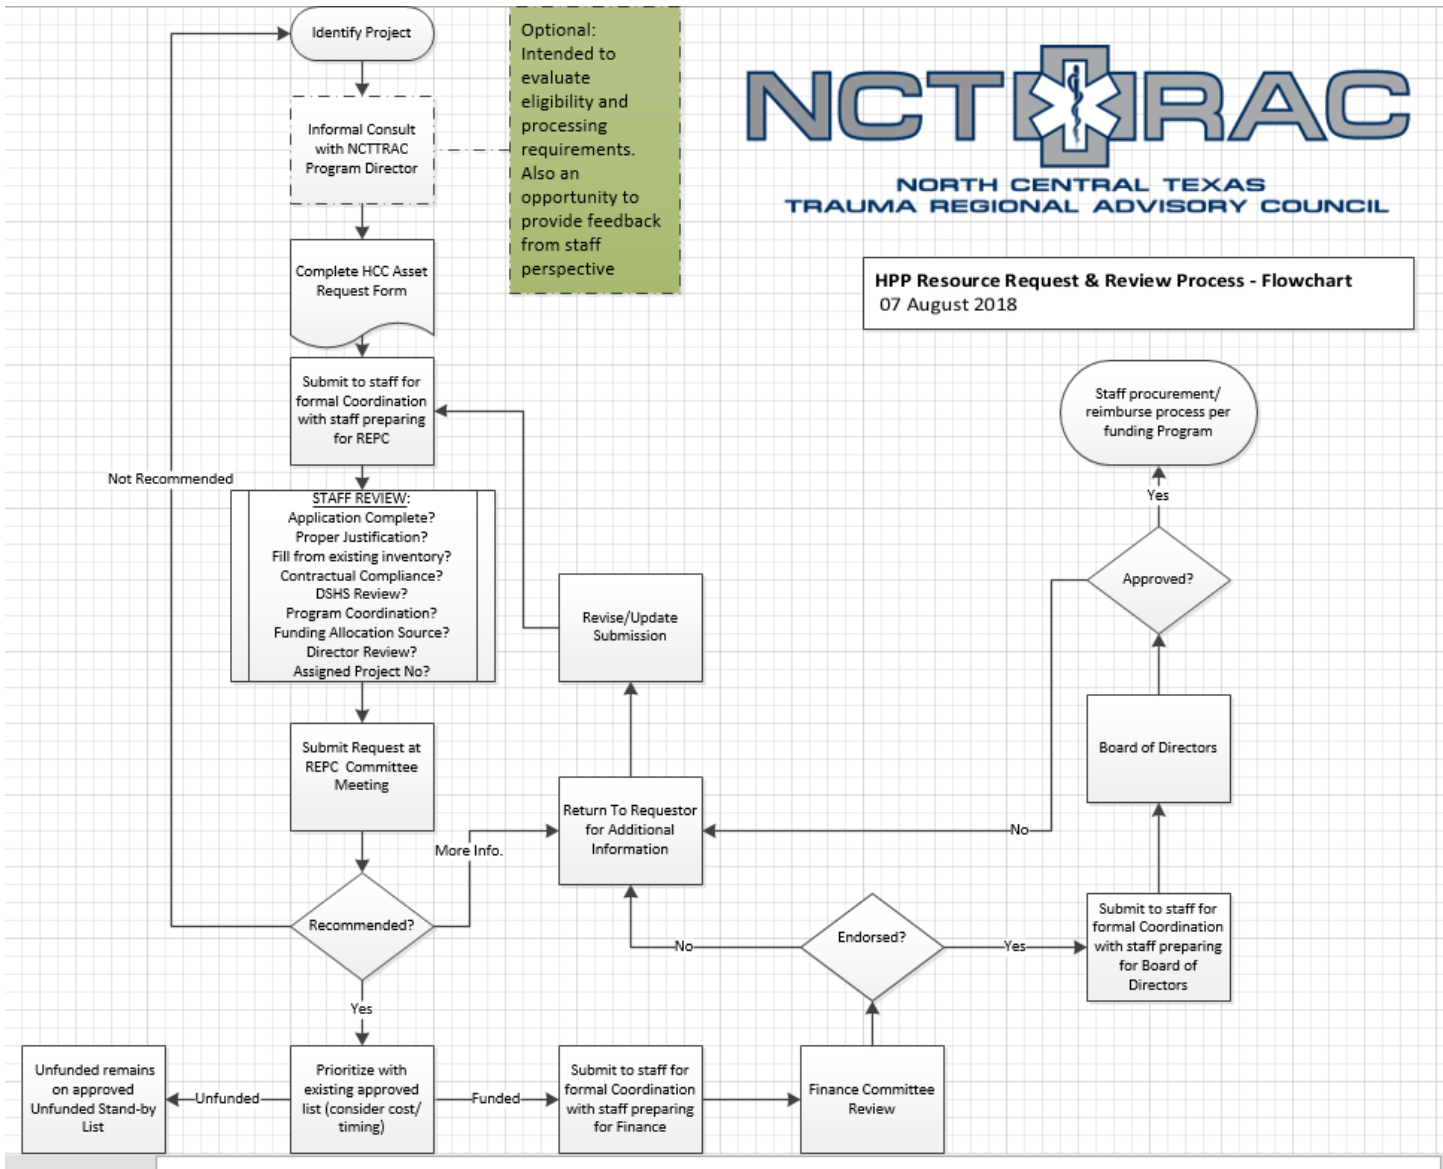 Identify Project
Informal Consult
with NCTTRAC
Program Director
Optional:
Intended to
evaluate
eligibility and
processing
requirements.
Also an
opportunity to
provide feedback
from staff
perspective
NCTTRAC
NORTH CENTRAL TEXAS
TRAUMA REGIONAL ADVISORY COUNCIL
HPP Resource Request & Review Process - Flowchart
07 August 2018
Complete HCC Asset
Request Form
Submit to staff for
formal Coordination
with staff preparing
for REPC
Not Recommended
STAFF REVIEW:
Application Complete?
Proper Justification?
Fill from existing inventory?
Contractual Compliance?
DSHS Review?
Program Coordination?
Funding Allocation Source?
Director Review?
Assigned Project No?
Submit Request at
REPC Committee
Meeting
Recommended?
More Info.
Yes
Prioritize with
existing approved
list (consider cost/
timing)
Unfunded
Unfunded remains
on approved
Unfunded Stand-by
List
Funded
Submit to staff for
formal Coordination
with staff preparing
for Finance
Finance Committee
Review
Endorsed?
No
Return To Requestor
for Additional
Information
Revise/Update
Submission
Yes
Submit to staff for
formal Coordination
with staff preparing
for Board of
Directors
Board of Directors
Approved?
No
Yes
Staff procurement/
reimburse process per
funding Program